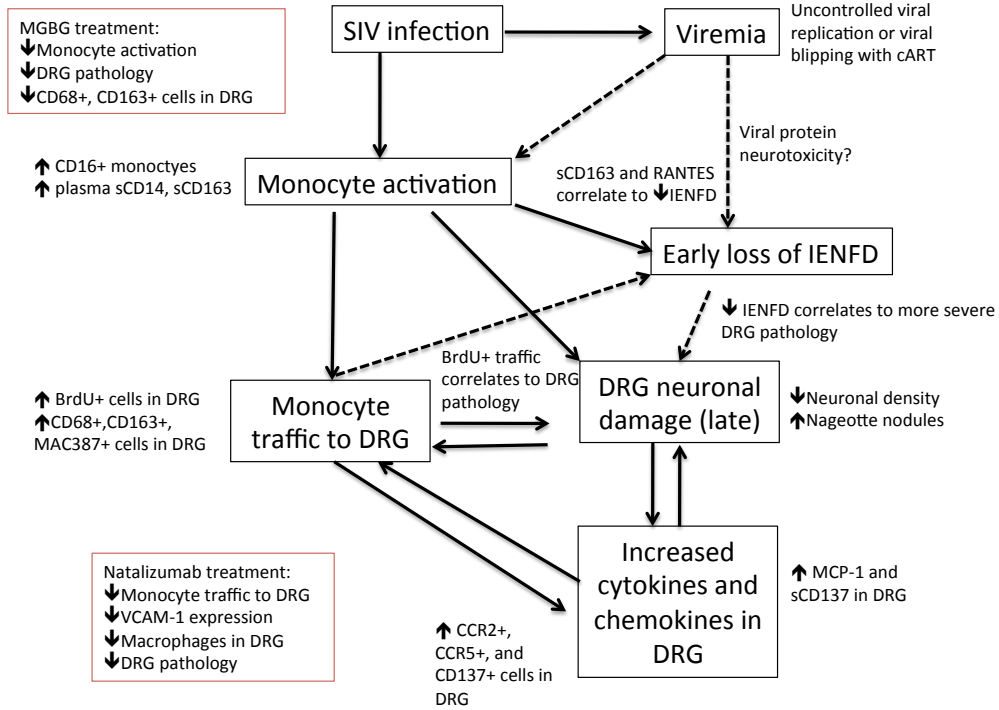 MGBG treatment:
🡇Monocyte activation
🡇DRG pathology
🡇CD68+, CD163+ cells in DRG
SIV infection
Viremia
Uncontrolled viral
replication or viral
blipping with cART
Viral protein
neurotoxicity?
🡅 CD16+ monoctyes
🡅 plasma sCD14, sCD163
Monocyte activation
sCD163 and RANTES
correlate to 🡇IENFD
Early loss of IENFD
🡇 IENFD correlates to more severe
DRG pathology
🡅 BrdU+ cells in DRG
🡅CD68+,CD163+,
MAC387+ cells in DRG
Monocyte
traffic to DRG
BrdU+ traffic
correlates to DRG
pathology
DRG neuronal
damage (late)
🡇Neuronal density
🡅Nageotte nodules
Natalizumab treatment:
🡇Monocyte traffic to DRG
🡇VCAM-1 expression
🡇Macrophages in DRG
🡇DRG pathology
🡅 CCR2+,
CCR5+, and
CD137+ cells in
DRG
Increased
cytokines and
chemokines in
DRG
🡅 MCP-1 and
sCD137 in DRG